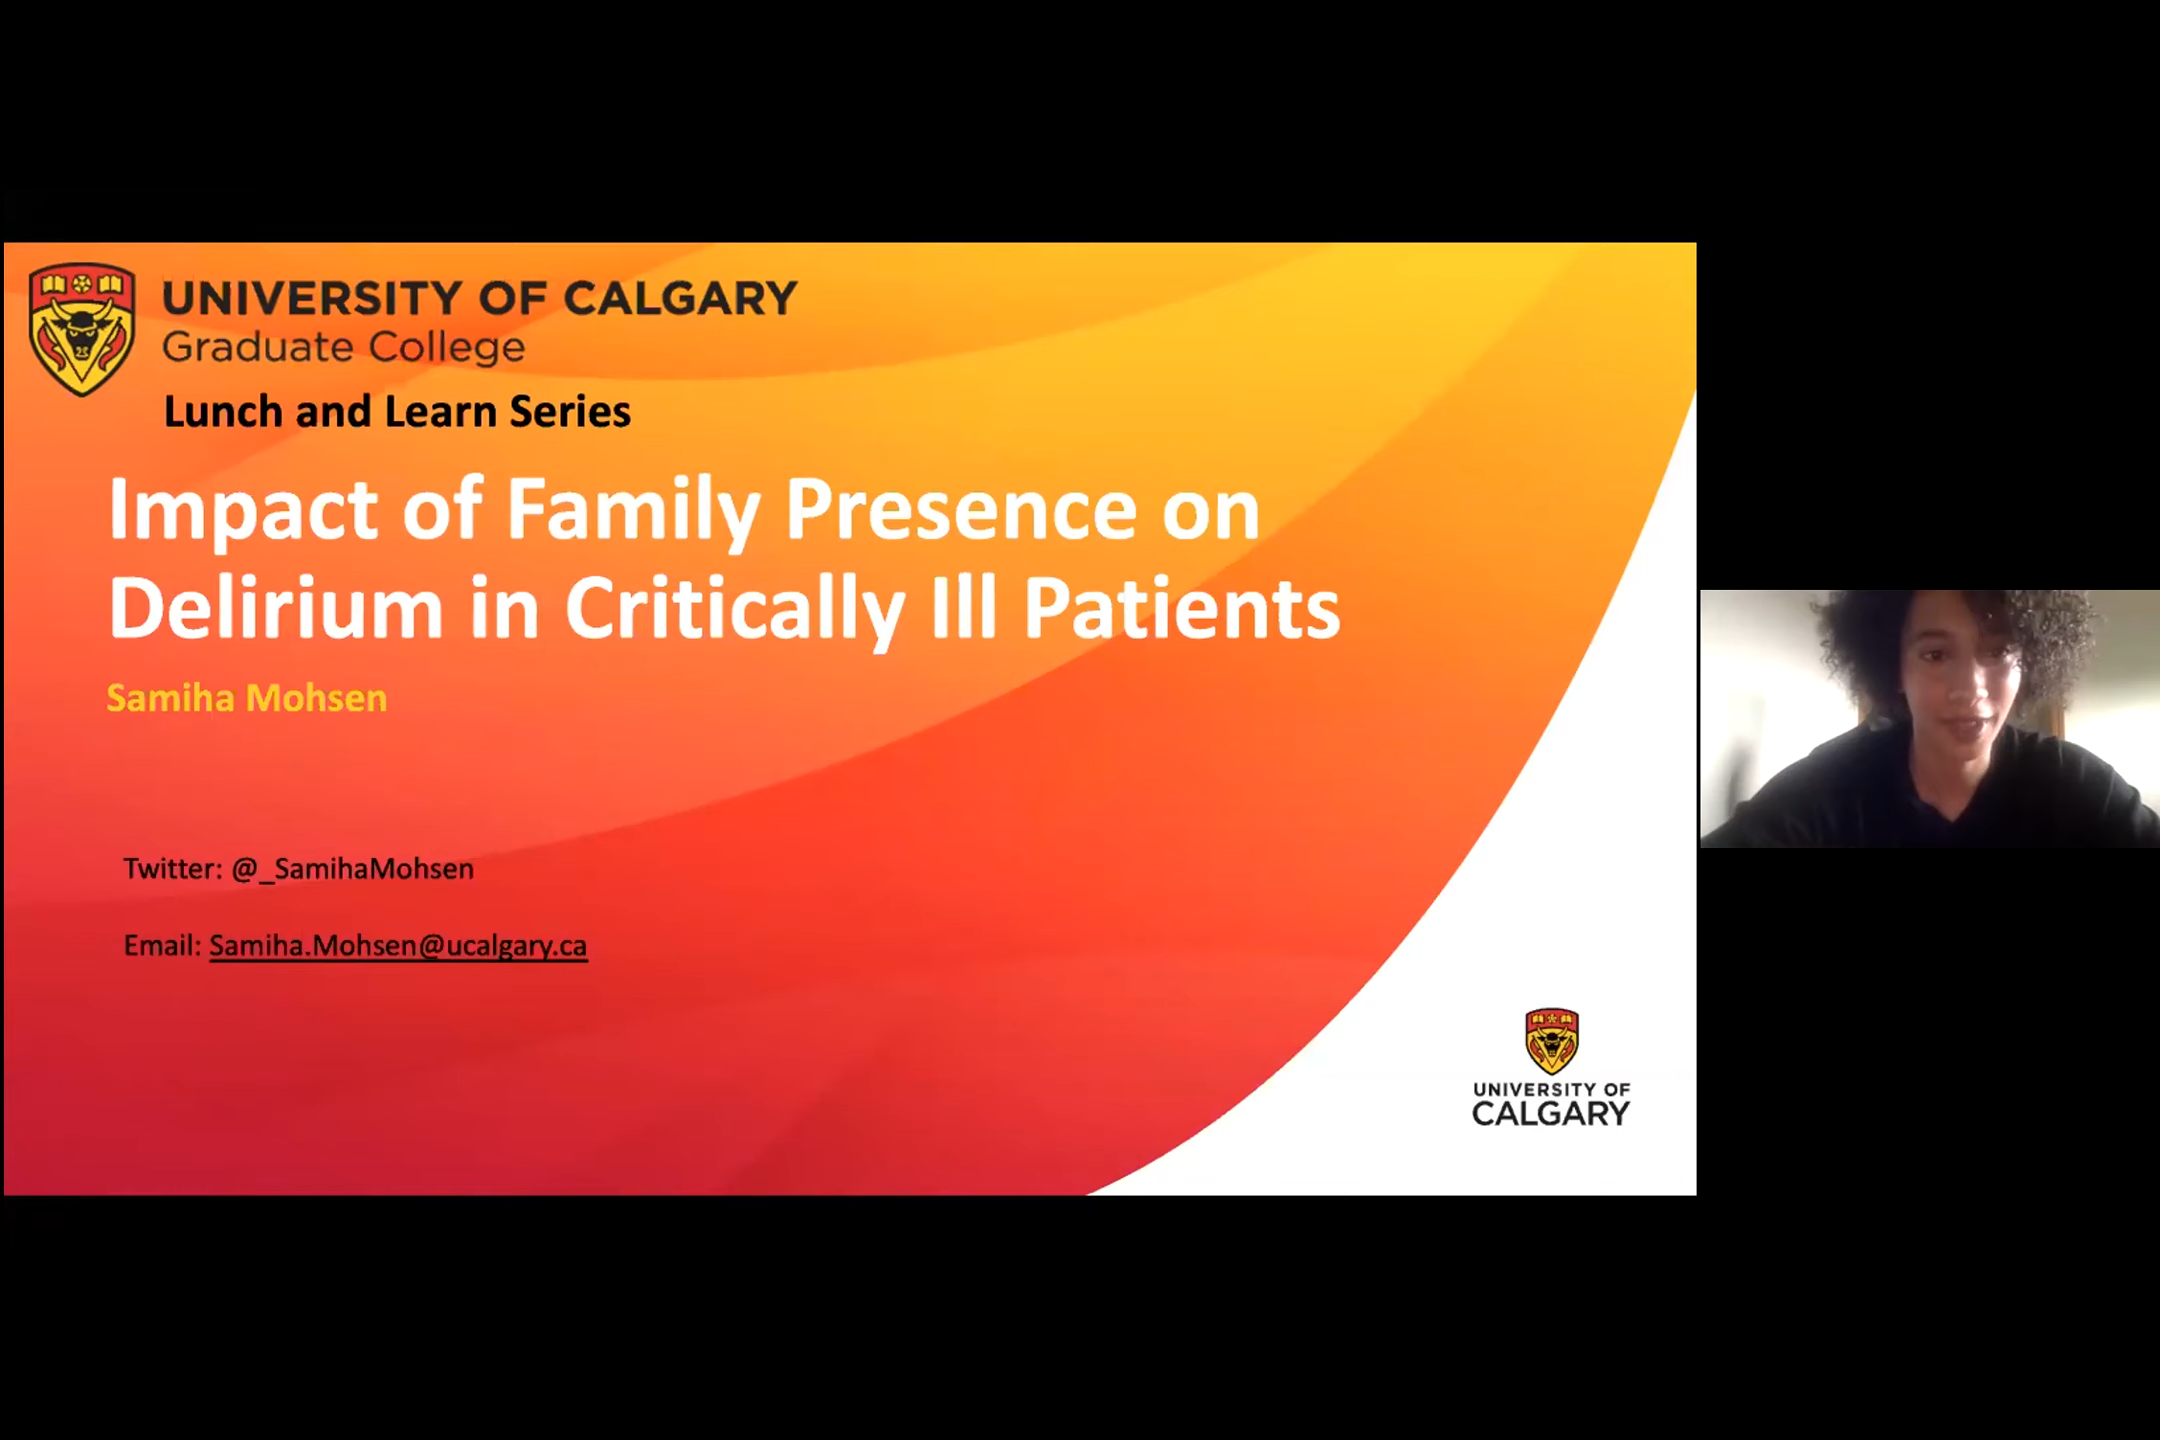 UNIVERSITY OF CALGARY
Graduate College
Lunch and Learn Series
Impact of Family Presence on
Delirium in Critically Ill Patients
Samiha Mohsen
Twitter: @_SamihaMohsen
Email: Samiha.Mohsen@ucalgary.ca
UNIVERSITY OF
CALGARY